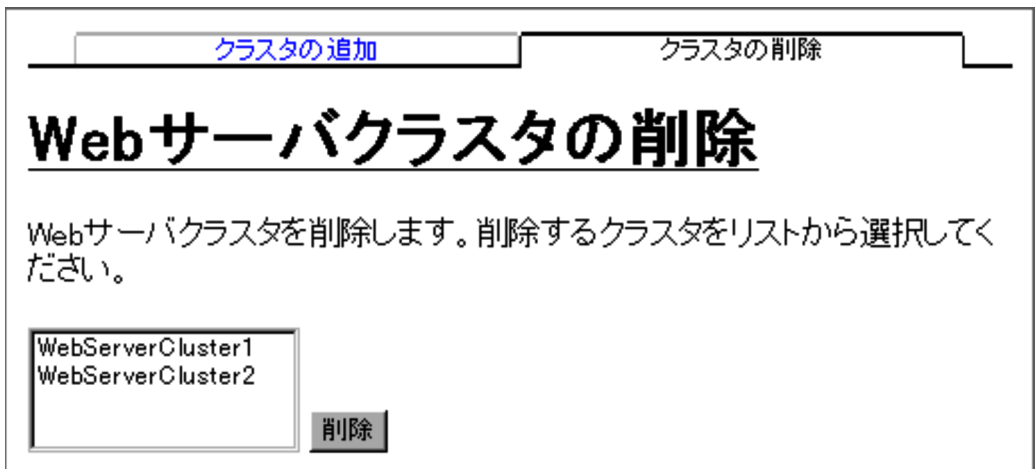 クラスタの追加 クラスタの削除
Webサーバクラスタの削除
Webサーバクラスタを削除します。削除するクラスタをリストから選択してく
ださい。
WebServerCluster1
WebServerCluster2
削除